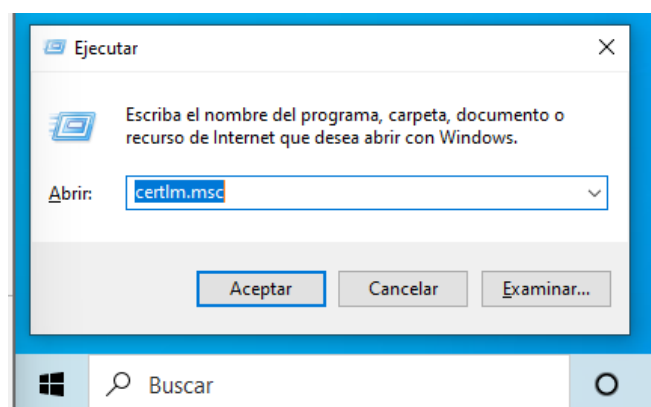 Ejecutar
Escriba el nombre del programa, carpeta, documento o
recurso de Internet que desea abrir con Windows.
Abrir:
certlm.msc
Aceptar
Cancelar
Examinar...
Buscar